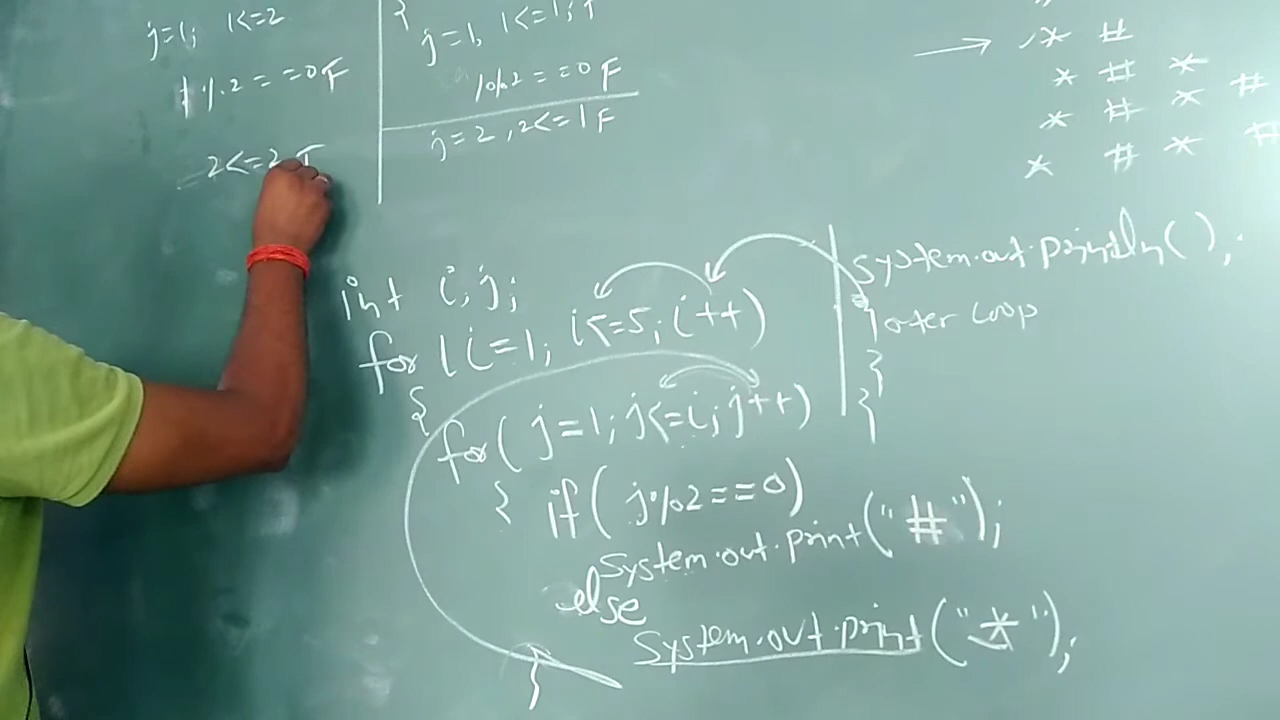 j=1; 1<=2
1%2==0 F
2<=2 T
{
j=1, 1<=1; T
1%2==0 F
j=2, 2<=1 F
* #
* # * #
* # *
* # * #
int i,j;
for(i=1; i<=5; i++)
{
for(j=1; j<=i; j++)
{ if(j%2==0)
System.out.print("#");
else
System.out.print("*");
}
System.out.println();
} outer loop
}
}